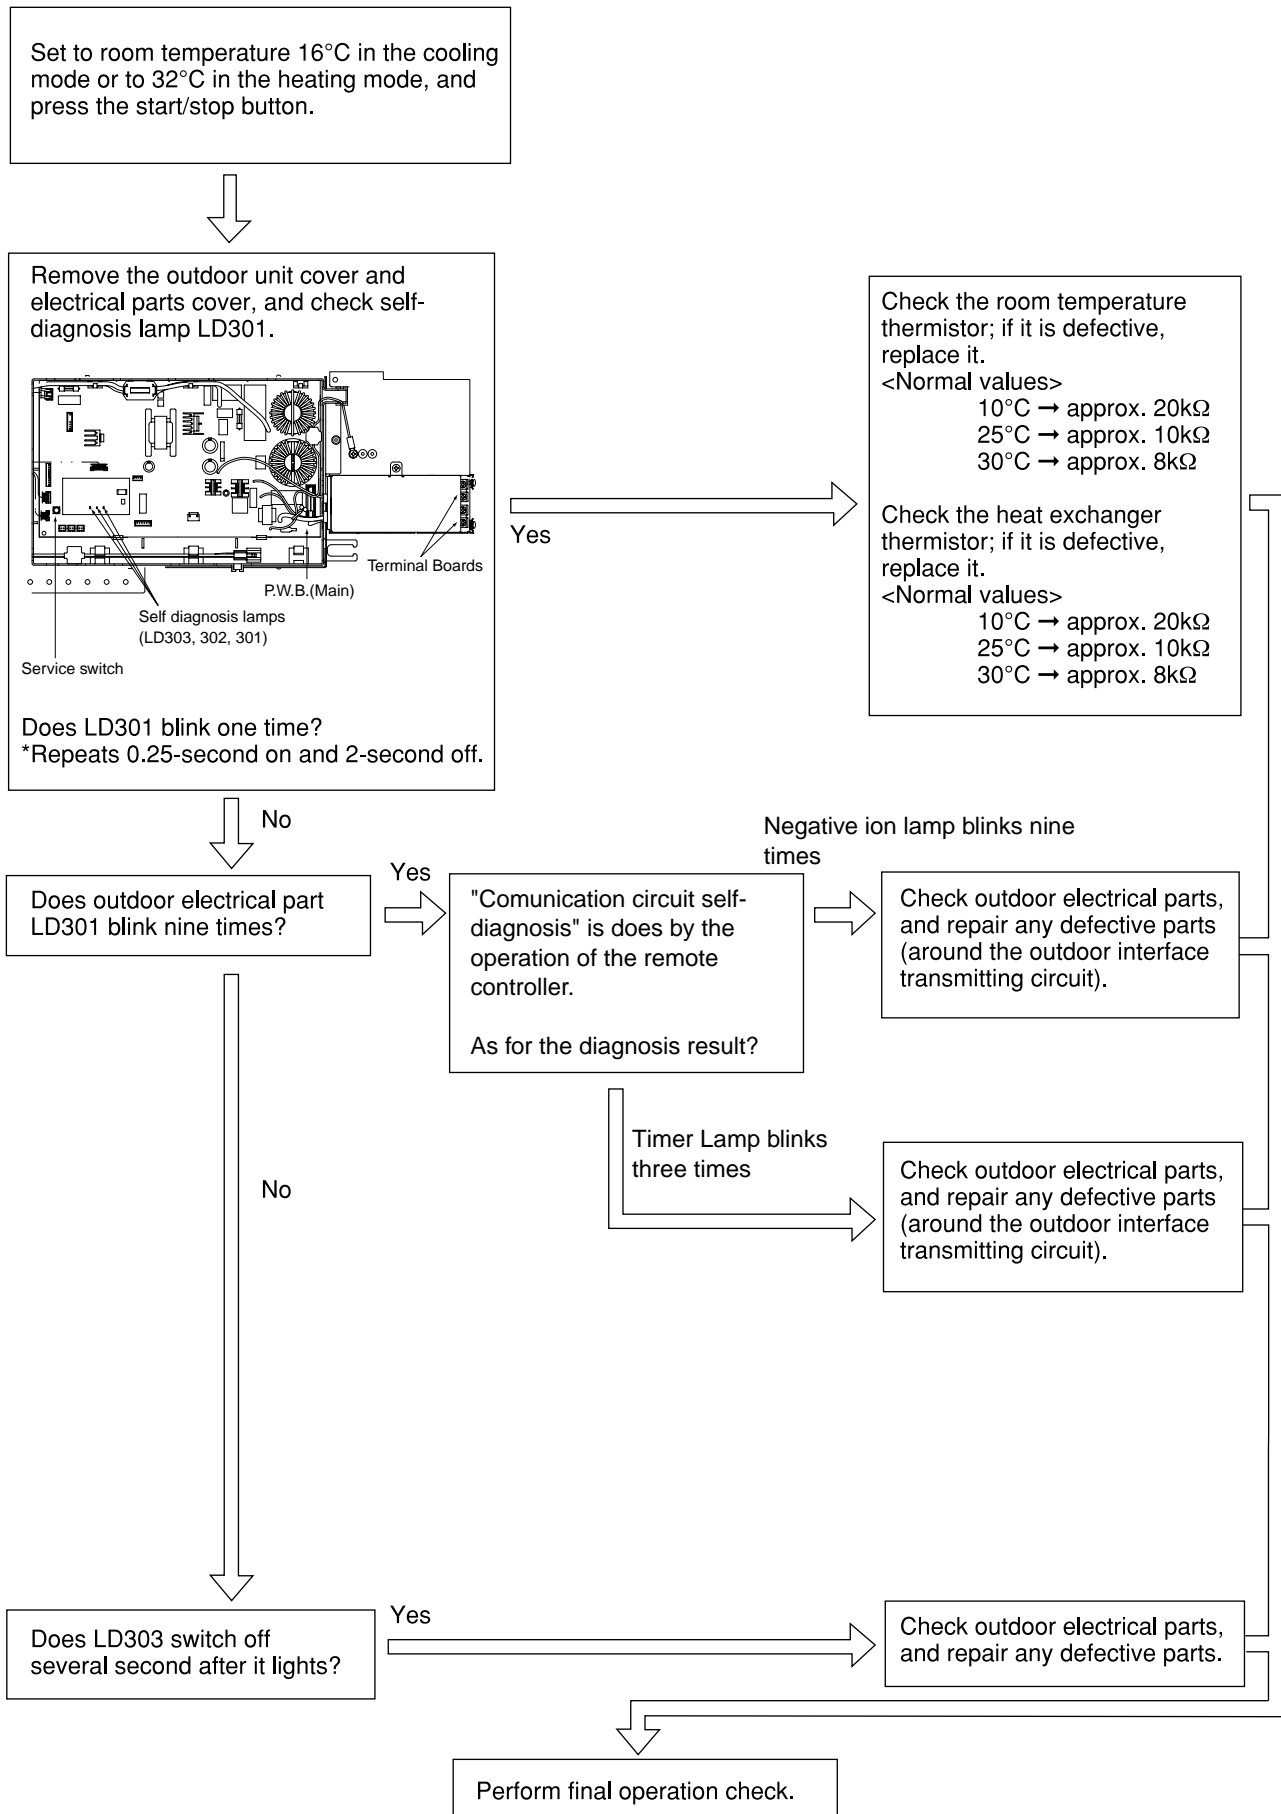 Set to room temperature 16°C in the cooling
mode or to 32°C in the heating mode, and
press the start/stop button.
Remove the outdoor unit cover and
electrical parts cover, and check self-
diagnosis lamp LD301.
Terminal Boards
P.W.B.(Main)
Self diagnosis lamps
(LD303, 302, 301)
Service switch
Does LD301 blink one time?
*Repeats 0.25-second on and 2-second off.
Yes
Check the room temperature
thermistor; if it is defective,
replace it.
<Normal values>
10°C → approx. 20kΩ
25°C → approx. 10kΩ
30°C → approx. 8kΩ
Check the heat exchanger
thermistor; if it is defective,
replace it.
<Normal values>
10°C → approx. 20kΩ
25°C → approx. 10kΩ
30°C → approx. 8kΩ
No
Does outdoor electrical part
LD301 blink nine times?
Yes
"Comunication circuit self-
diagnosis" is does by the
operation of the remote
controller.
As for the diagnosis result?
Negative ion lamp blinks nine
times
Check outdoor electrical parts,
and repair any defective parts
(around the outdoor interface
transmitting circuit).
Timer Lamp blinks
three times
Check outdoor electrical parts,
and repair any defective parts
(around the outdoor interface
transmitting circuit).
No
Does LD303 switch off
several second after it lights?
Yes
Check outdoor electrical parts,
and repair any defective parts.
Perform final operation check.